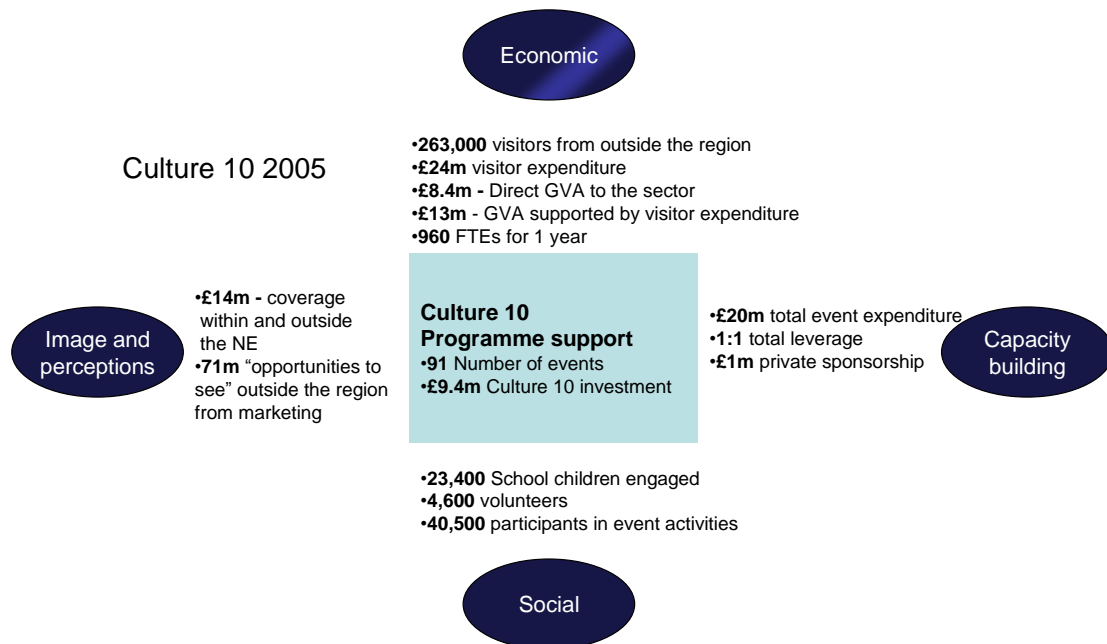 Economic
Culture 10 2005
•263,000 visitors from outside the region
•£24m visitor expenditure
•£8.4m - Direct GVA to the sector
•£13m - GVA supported by visitor expenditure
•960 FTEs for 1 year
Image and
perceptions
•£14m - coverage
within and outside
the NE
•71m “opportunities to
see” outside the region
from marketing
Culture 10
Programme support
•91 Number of events
•£9.4m Culture 10 investment
•£20m total event expenditure
•1:1 total leverage
•£1m private sponsorship
Capacity
building
•23,400 School children engaged
•4,600 volunteers
•40,500 participants in event activities
Social